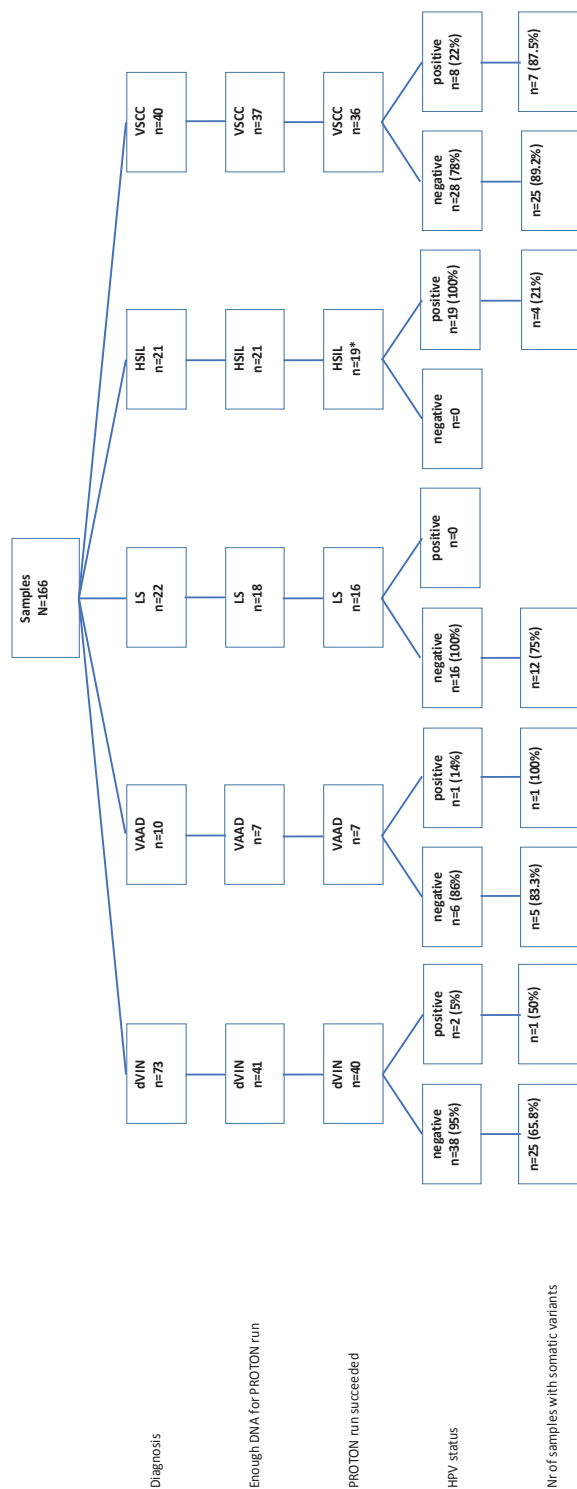 Samples
N=166
Diagnosis
dVIN
n=73
VAAD
n=10
LS
n=22
HSIL
n=21
VSCC
n=40
Enough DNA for PROTON run
dVIN
n=41
VAAD
n=7
LS
n=18
HSIL
n=21
VSCC
n=37
PROTON run succeeded
dVIN
n=40
VAAD
n=7
LS
n=16
HSIL
n=19*
VSCC
n=36
HPV status
negative
n=38 (95%)
positive
n=2 (5%)
negative
n=6 (86%)
positive
n=1 (14%)
negative
n=16 (100%)
positive
n=0
negative
n=0
positive
n=19 (100%)
negative
n=28 (78%)
positive
n=8 (22%)
Nr of samples with somatic variants
n=25 (65.8%)
n=1 (50%)
n=5 (83.3%)
n=1 (100%)
n=12 (75%)
n=4 (21%)
n=25 (89.2%)
n=7 (87.5%)